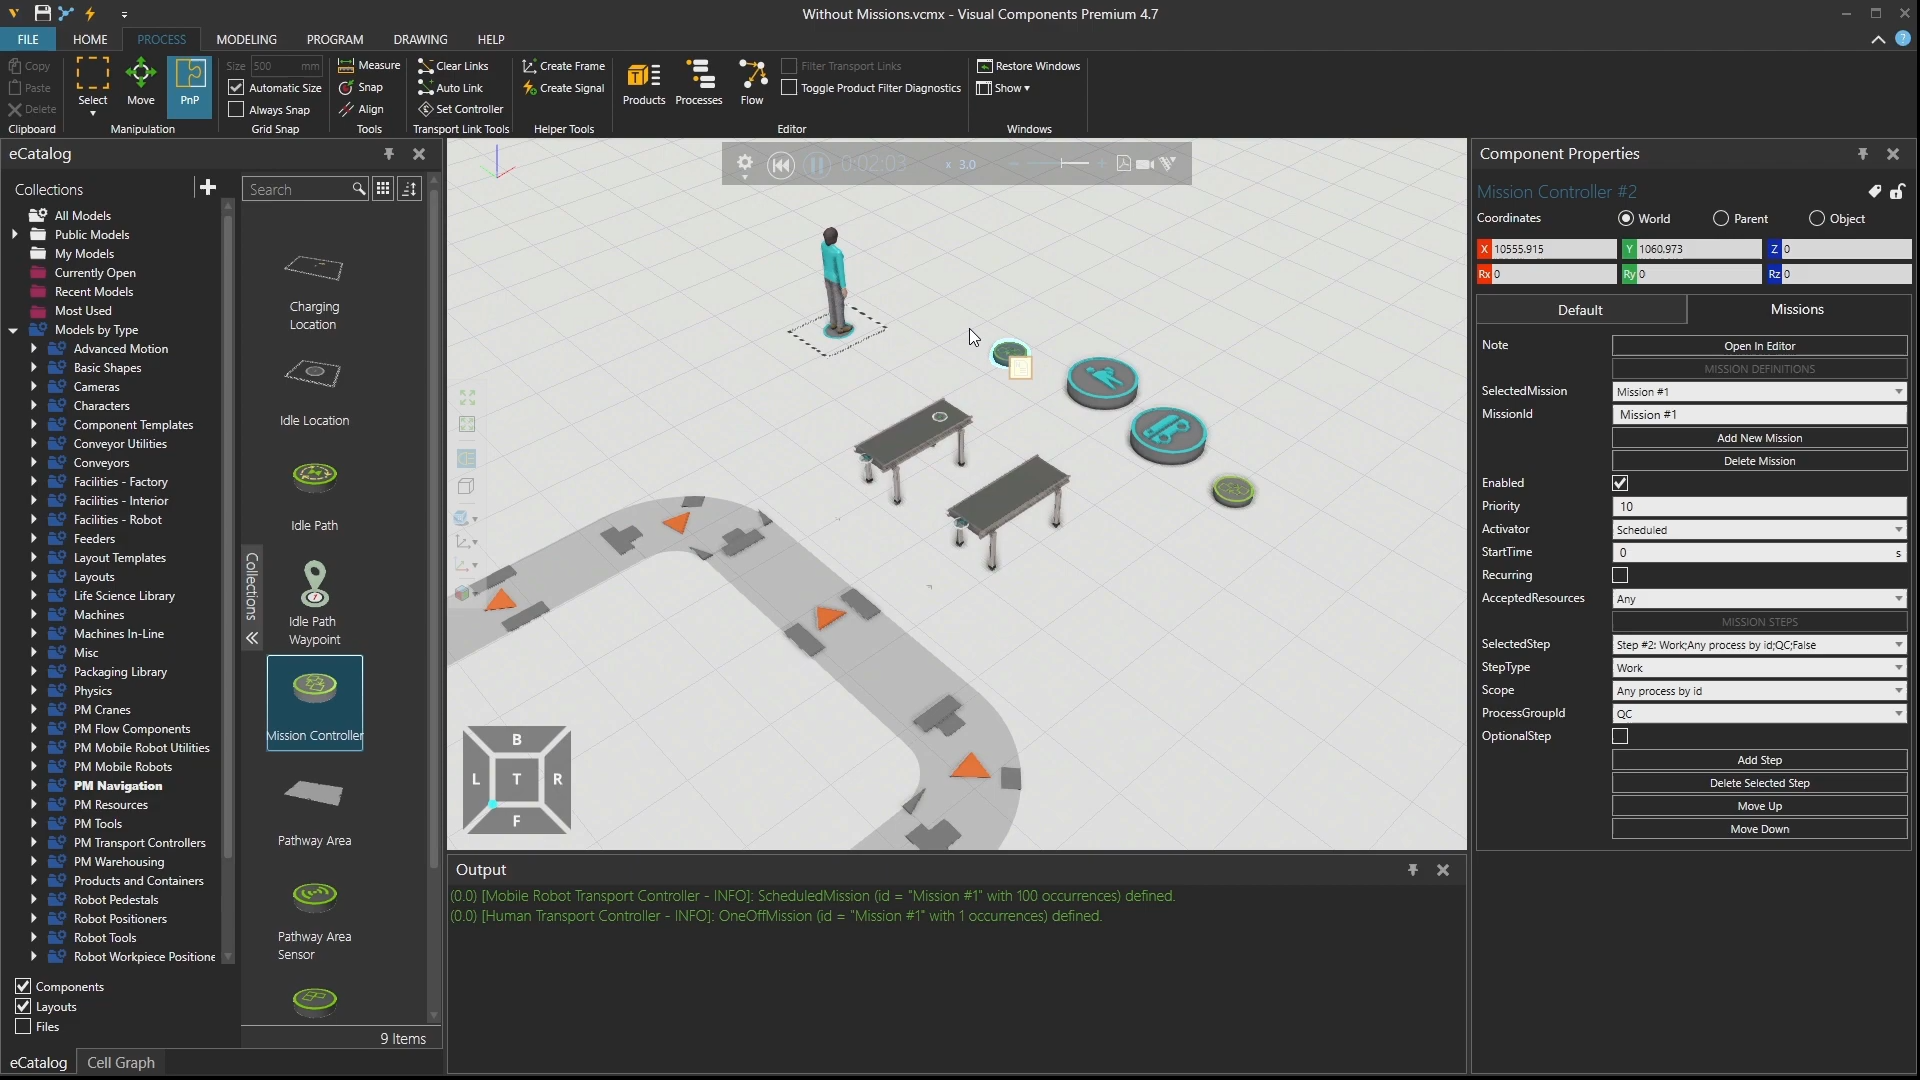 Without Missions.vcmx - Visual Components Premium 4.7
FILE
HOME
PROCESS
MODELING
PROGRAM
DRAWING
HELP
Copy
Paste
Delete
Clipboard
Select
Move
PnP
Manipulation
Size
500
mm
Automatic Size
Always Snap
Grid Snap
Measure
Snap
Align
Tools
Clear Links
Auto Link
Set Controller
Transport Link Tools
Create Frame
Create Signal
Helper Tools
Products
Processes
Flow
Filter Transport Links
Toggle Product Filter Diagnostics
Editor
Restore Windows
Show
Windows
eCatalog
Collections
All Models
Public Models
My Models
Currently Open
Recent Models
Most Used
Models by Type
Advanced Motion
Basic Shapes
Cameras
Characters
Component Templates
Conveyor Utilities
Conveyors
Facilities - Factory
Facilities - Interior
Facilities - Robot
Feeders
Layout Templates
Layouts
Life Science Library
Machines
Machines In-Line
Misc
Packaging Library
Physics
PM Cranes
PM Flow Components
PM Mobile Robot Utilities
PM Mobile Robots
PM Navigation
PM Resources
PM Tools
PM Transport Controllers
PM Warehousing
Products and Containers
Robot Pedestals
Robot Positioners
Robot Tools
Robot Workpiece Positione
Components
Layouts
Files
eCatalog
Cell Graph
Collections
Search
Charging
Location
Idle Location
Idle Path
Idle Path
Waypoint
Mission Controller
Pathway Area
Pathway Area
Sensor
9 Items
0:02:03
x 3.0
B
L
T
R
F
Output
(0.0) [Mobile Robot Transport Controller - INFO]: ScheduledMission (id = "Mission #1" with 100 occurrences) defined.
(0.0) [Human Transport Controller - INFO]: OneOffMission (id = "Mission #1" with 1 occurrences) defined.
Component Properties
Mission Controller #2
Coordinates
World
Parent
Object
X 10555.915
Y 1060.973
Z 0
Rx 0
Ry 0
Rz 0
Default
Missions
Note
Open In Editor
MISSION DEFINITIONS
SelectedMission
Mission #1
MissionId
Mission #1
Add New Mission
Delete Mission
Enabled
Priority
10
Activator
Scheduled
StartTime
0
s
Recurring
AcceptedResources
Any
MISSION STEPS
SelectedStep
Step #2: Work;Any process by id;QC;False
StepType
Work
Scope
Any process by id
ProcessGroupId
QC
OptionalStep
Add Step
Delete Selected Step
Move Up
Move Down